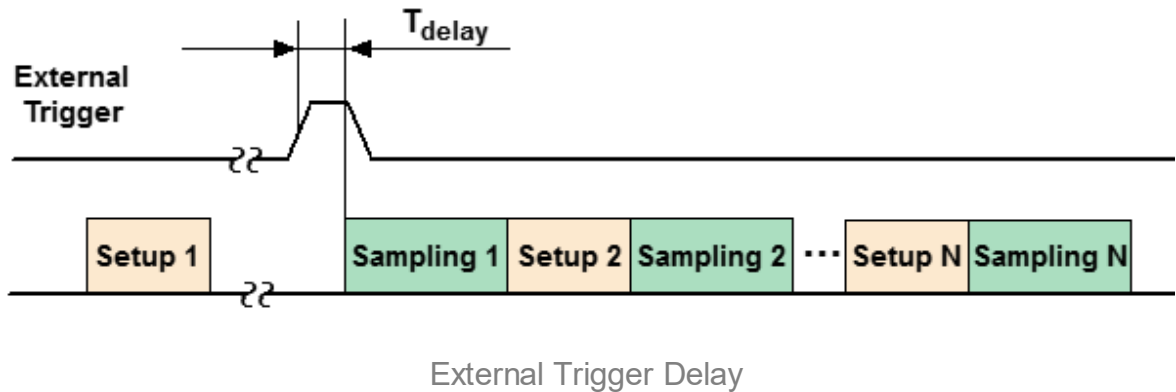 Tdelay
External
Trigger
Setup 1
Sampling 1 Setup 2 Sampling 2 ... Setup N Sampling N
External Trigger Delay